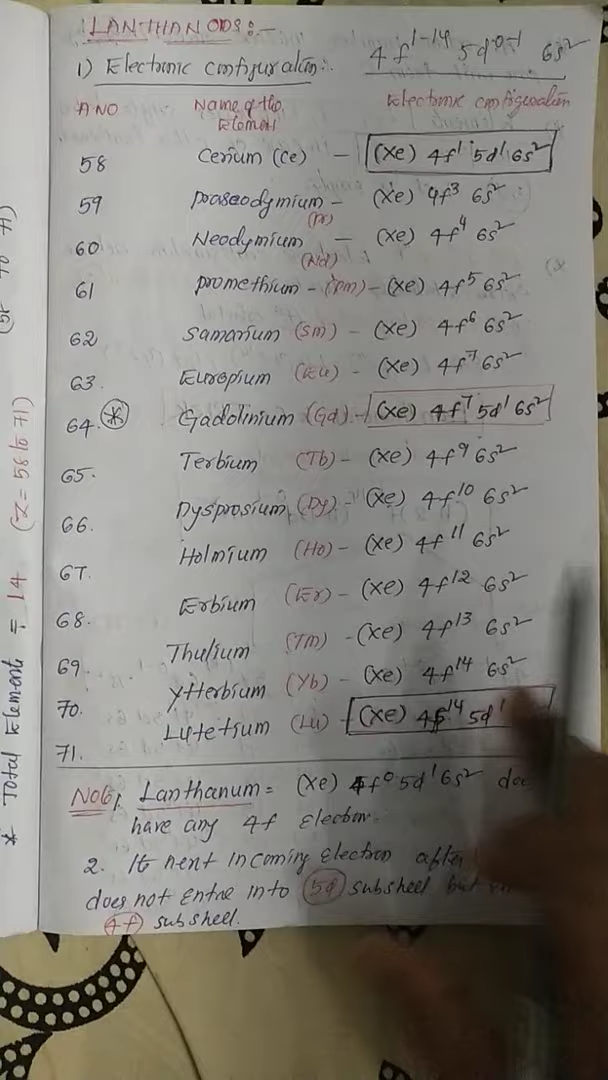 LANTHANODS:-
1) Electronic configuration:. 4f¹⁻¹⁴ 5d⁰⁻¹ 6s²
A NO Name of the Element Electronic configuration
58 Cerium (Ce) - (Xe) 4f¹ 5d¹ 6s²
59 praseodymium (Pr) - (Xe) 4f³ 6s²
60 Neodymium (Nd) - (Xe) 4f⁴ 6s²
61 promethium - (Pm) - (Xe) 4f⁵ 6s²
62 Samarium (Sm) - (Xe) 4f⁶ 6s²
63. Europium (Eu) - (Xe) 4f⁷ 6s²
64. * Gadolinium (Gd) - (Xe) 4f⁷ 5d¹ 6s²
65. Terbium (Tb) - (Xe) 4f⁹ 6s²
66. Dysprosium (Dy) - (Xe) 4f¹⁰ 6s²
67. Holmium (Ho) - (Xe) 4f¹¹ 6s²
68. Erbium (Er) - (Xe) 4f¹² 6s²
69. Thulium (Tm) - (Xe) 4f¹³ 6s²
70. Ytterbium (Yb) - (Xe) 4f¹⁴ 6s²
71. Lutetium (Lu) - (Xe) 4f¹⁴ 5d¹
Lanthanum = (Xe) 4f⁰ 5d¹ 6s²
have any 4f electron.
2. It next incoming electron after
does not entre into 5d subshell but
4f subshell.
* Total Element = 14 (Z = 58 to 71)